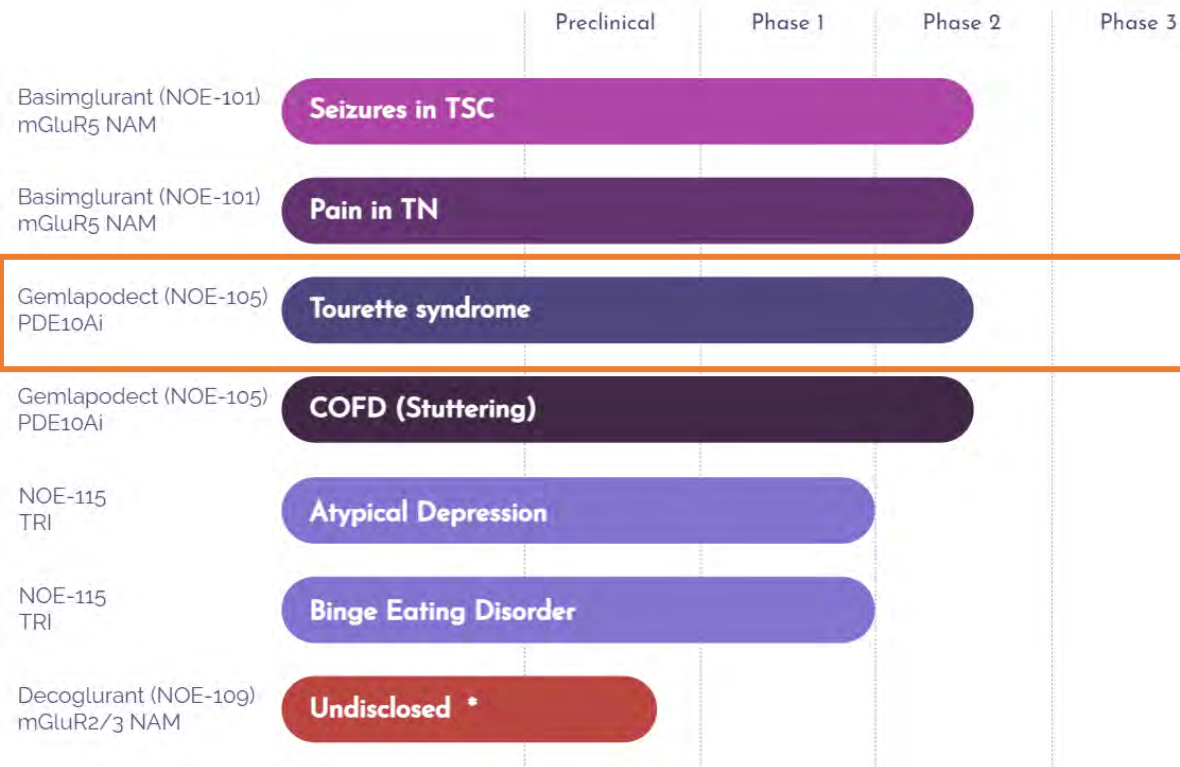 Preclinical Phase 1 Phase 2 Phase 3
Basimglurant (NOE-101)
mGluR5 NAM
Seizures in TSC
Basimglurant (NOE-101)
mGluR5 NAM
Pain in TN
Gemlapodect (NOE-105)
PDE10Ai
Tourette syndrome
Gemlapodect (NOE-105)
PDE10Ai
COFD (Stuttering)
NOE-115
TRI
Atypical Depression
NOE-115
TRI
Binge Eating Disorder
Decoglurant (NOE-109)
mGluR2/3 NAM
Undisclosed *